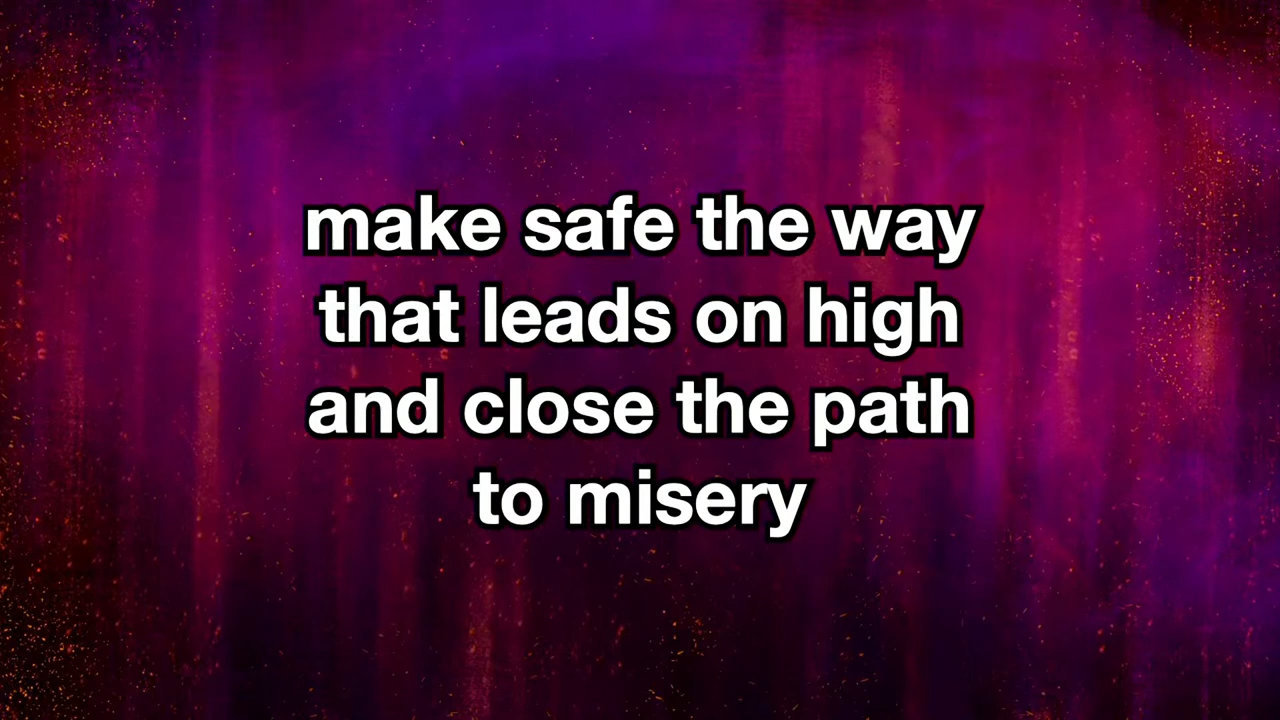 make safe the way
that leads on high
and close the path
to misery